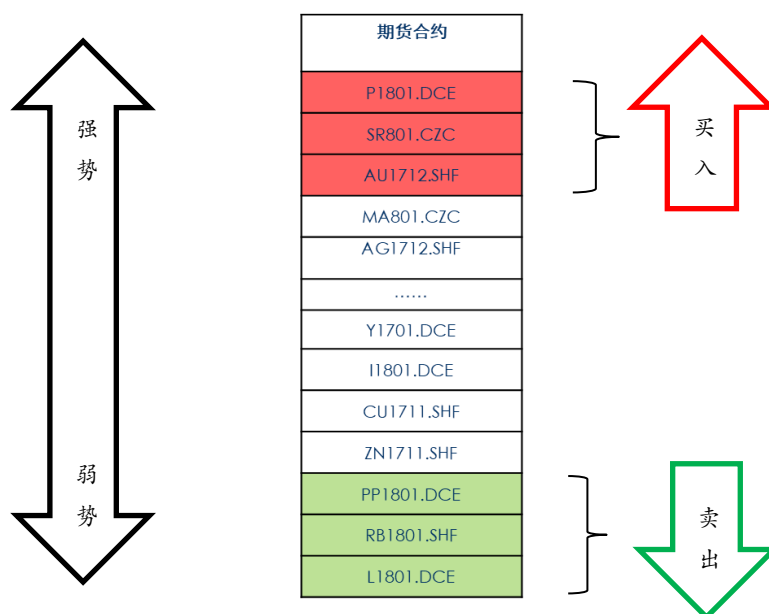 期货合约
强势
P1801.DCE
SR801.CZC
AU1712.SHF
买入
MA801.CZC
AG1712.SHF
......
Y1701.DCE
I1801.DCE
CU1711.SHF
ZN1711.SHF
弱势
PP1801.DCE
RB1801.SHF
L1801.DCE
卖出